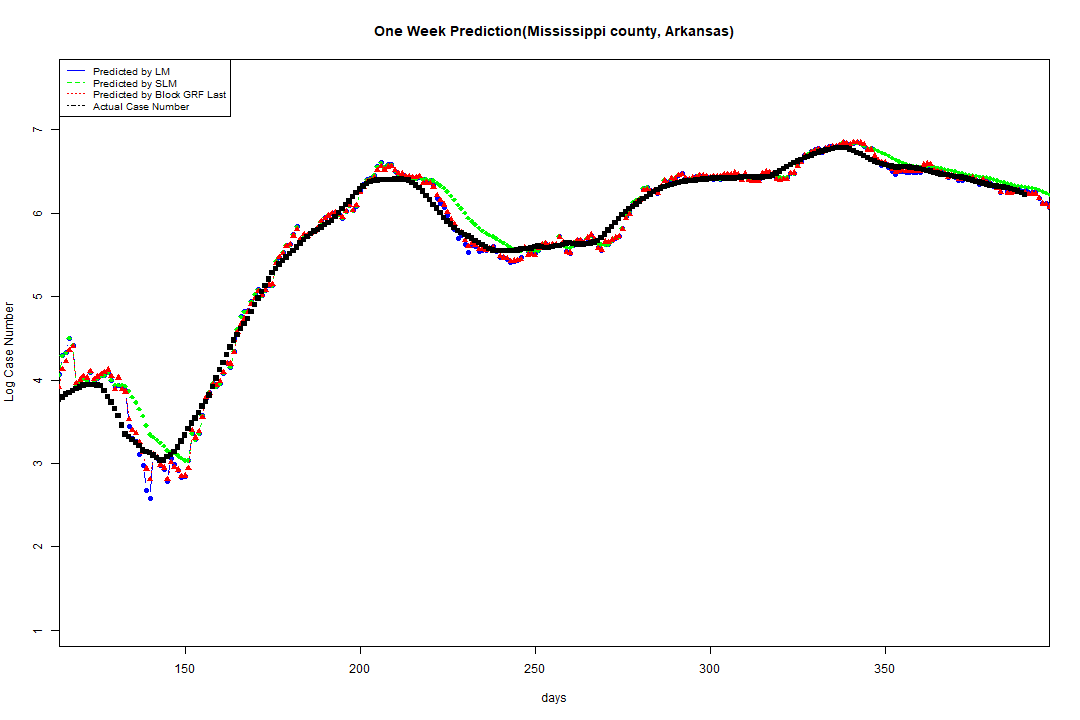 One Week Prediction(Mississippi county, Arkansas)
Predicted by LM
Predicted by SLM
Predicted by Block GRF Last
Actual Case Number
7
6
5
4
3
2
1
Log Case Number
150
200
250
300
350
days